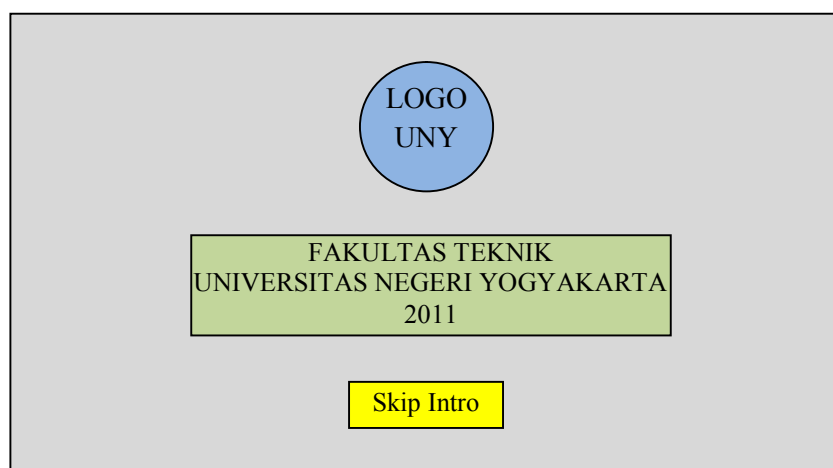 LOGO
UNY
FAKULTAS TEKNIK
UNIVERSITAS NEGERI YOGYAKARTA
2011
Skip Intro